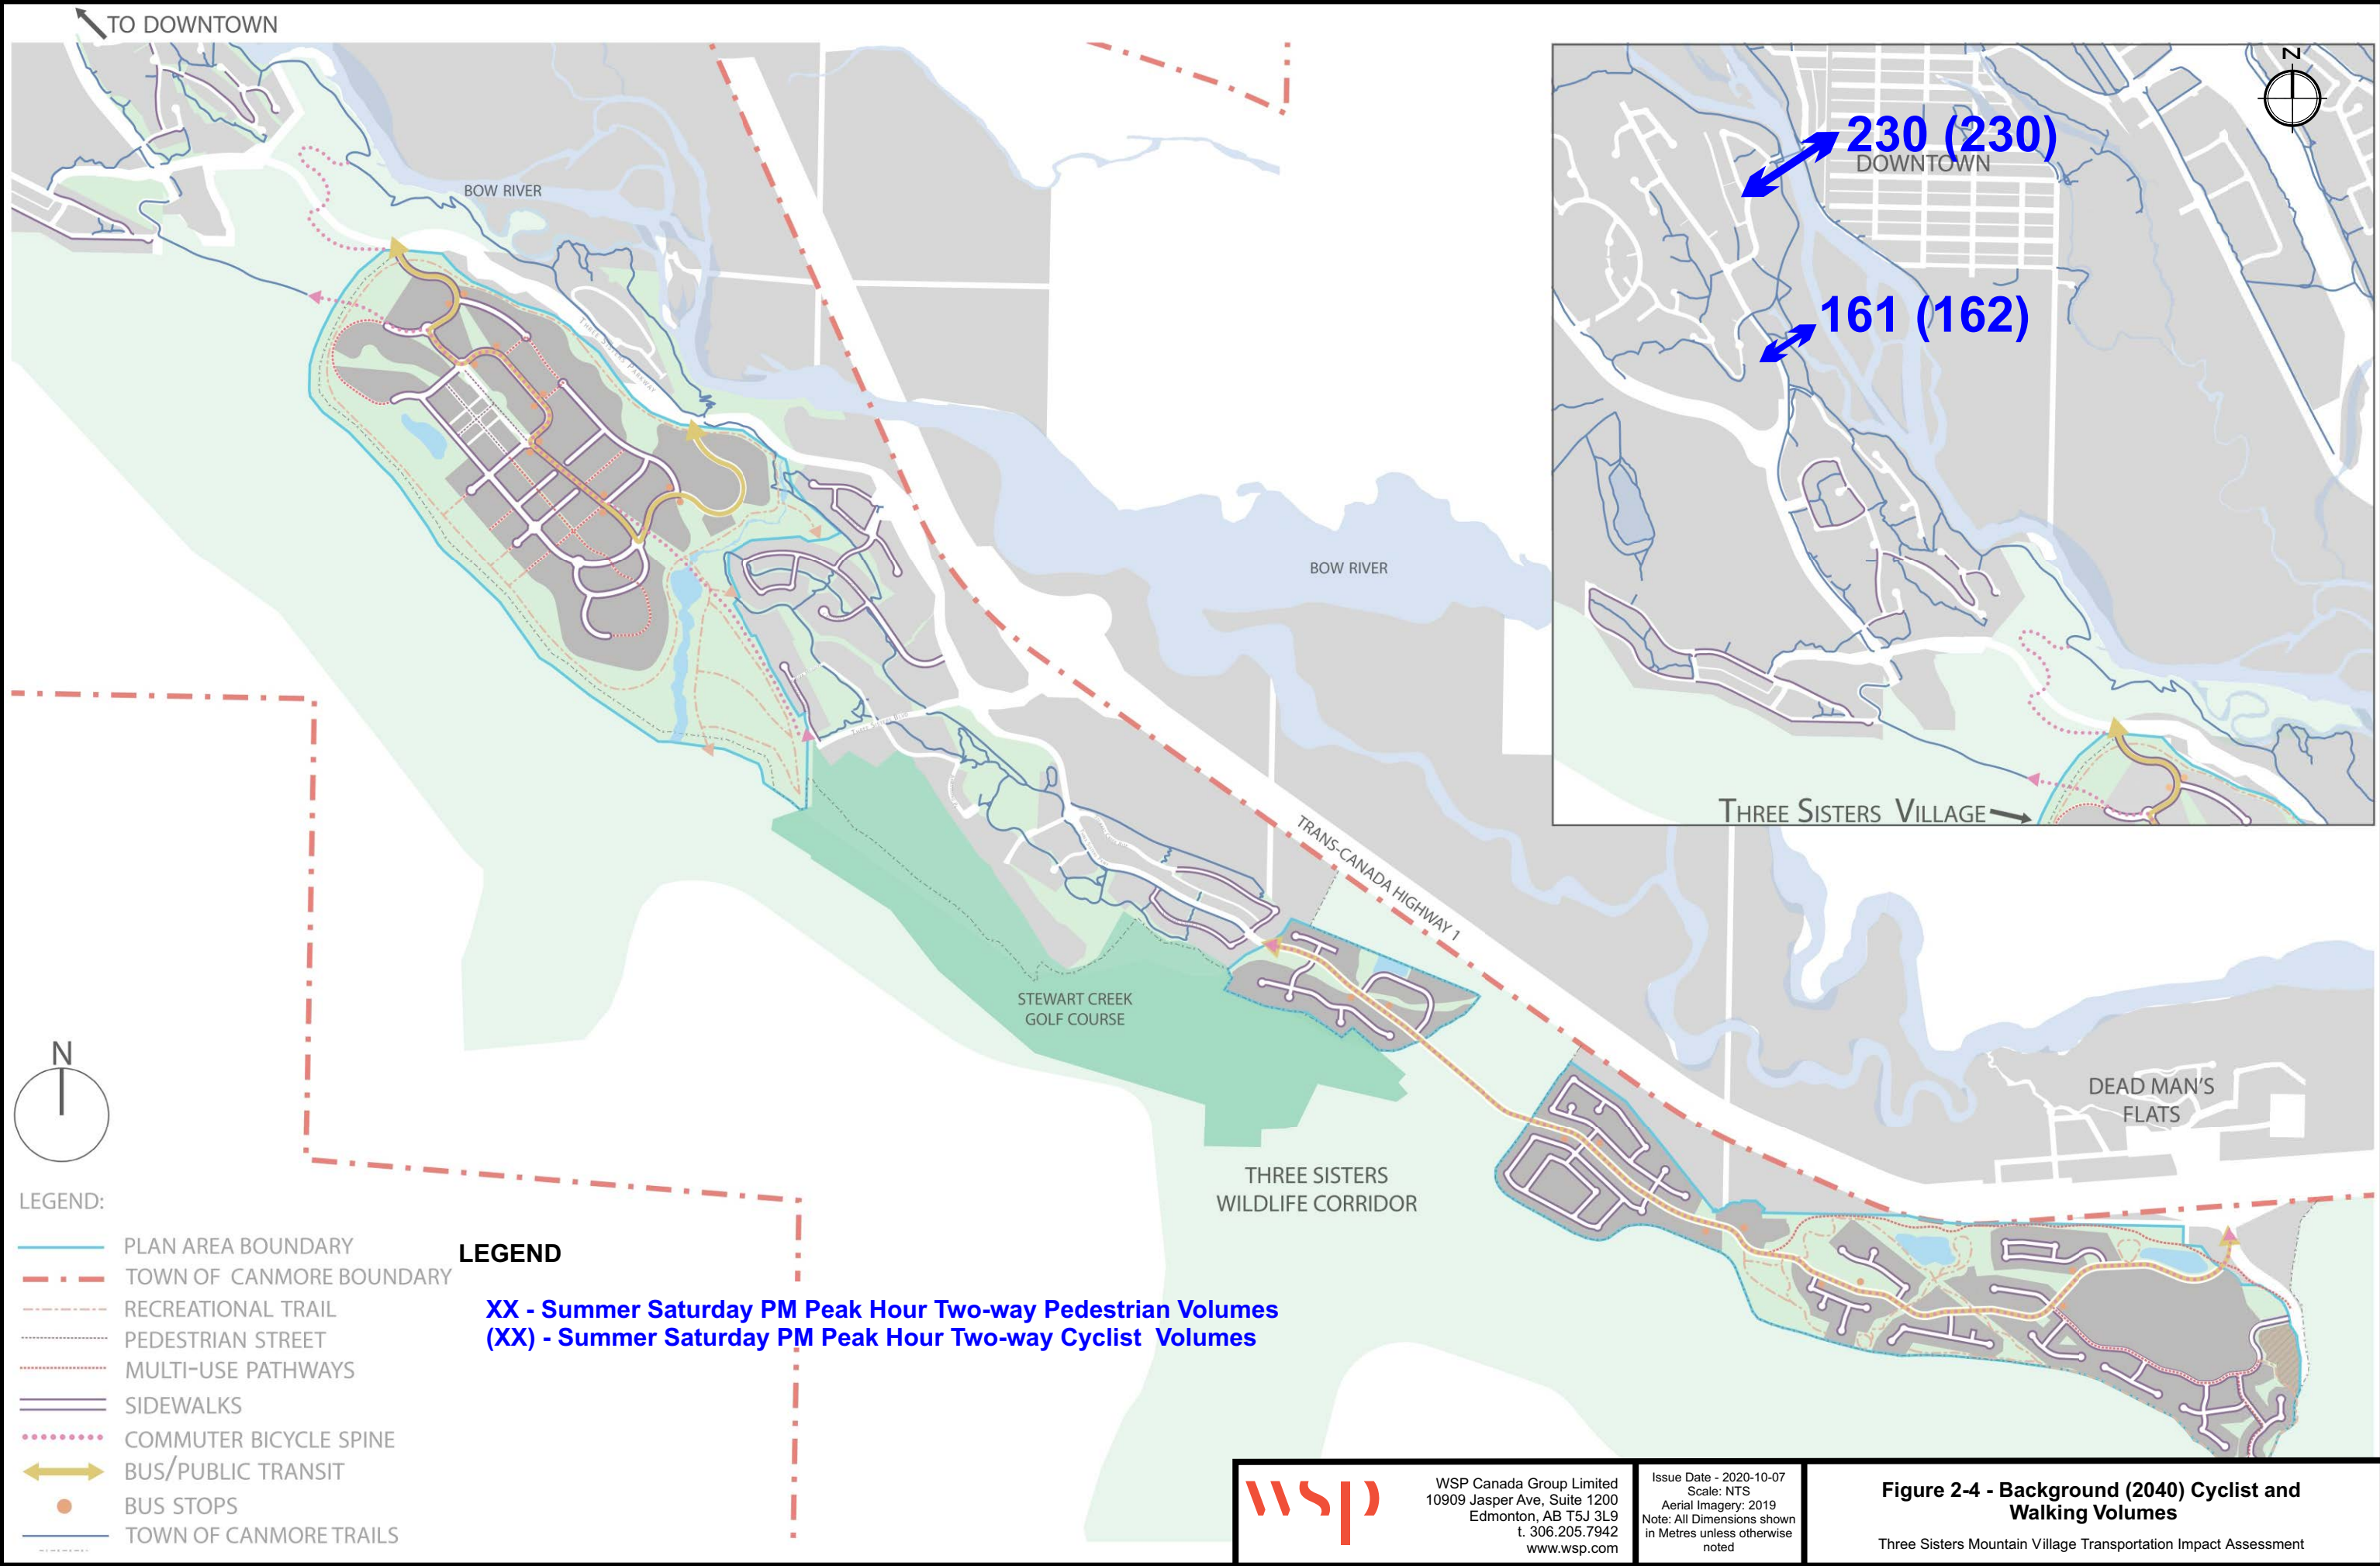 TO DOWNTOWN
BOW RIVER
THREE SISTERS PARKWAY
N
230 (230)
DOWNTOWN
161 (162)
THREE SISTERS VILLAGE
BOW RIVER
TRANS-CANADA HIGHWAY 1
STEWART CREEK
GOLF COURSE
THREE SISTERS
WILDLIFE CORRIDOR
DEAD MAN'S
FLATS
N
LEGEND:
PLAN AREA BOUNDARY
TOWN OF CANMORE BOUNDARY
RECREATIONAL TRAIL
PEDESTRIAN STREET
MULTI-USE PATHWAYS
SIDEWALKS
COMMUTER BICYCLE SPINE
BUS/PUBLIC TRANSIT
BUS STOPS
TOWN OF CANMORE TRAILS
LEGEND
XX - Summer Saturday PM Peak Hour Two-way Pedestrian Volumes
(XX) - Summer Saturday PM Peak Hour Two-way Cyclist Volumes
wsp
WSP Canada Group Limited
10909 Jasper Ave, Suite 1200
Edmonton, AB T5J 3L9
t. 306.205.7942
www.wsp.com
Issue Date - 2020-10-07
Scale: NTS
Aerial Imagery: 2019
Note: All Dimensions shown
in Metres unless otherwise
noted
Figure 2-4 - Background (2040) Cyclist and
Walking Volumes
Three Sisters Mountain Village Transportation Impact Assessment